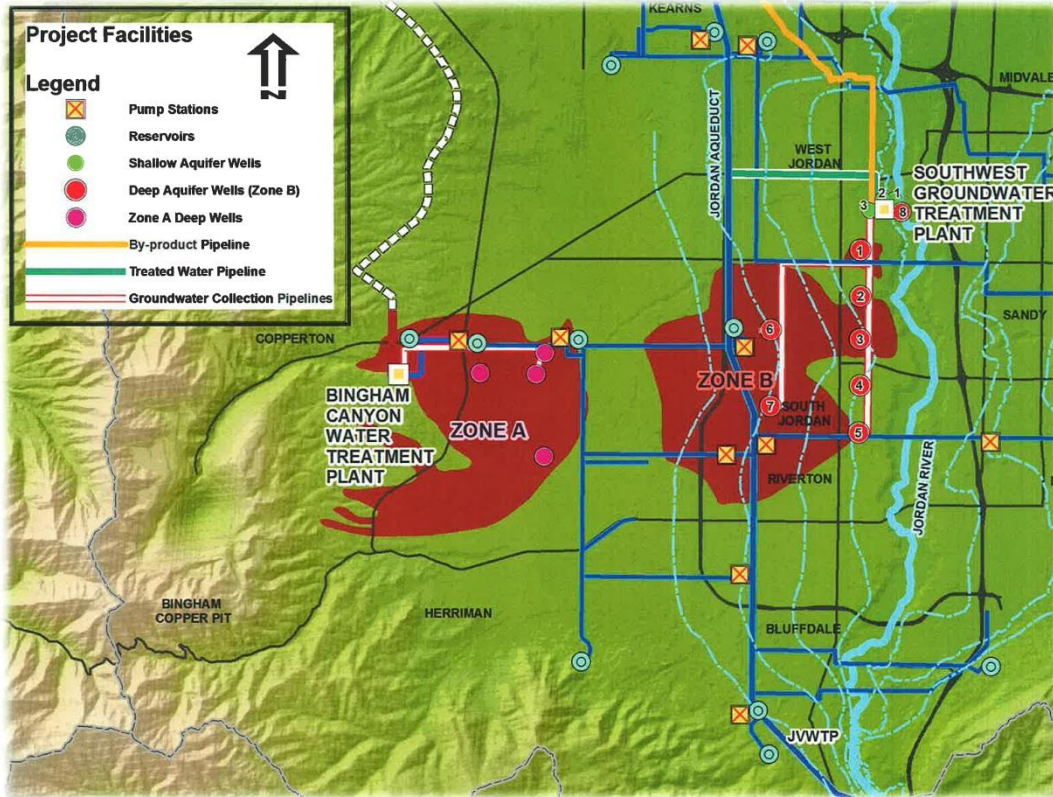 Project Facilities
N
Legend
Pump Stations
Reservoirs
Shallow Aquifer Wells
Deep Aquifer Wells (Zone B)
Zone A Deep Wells
By-product Pipeline
Treated Water Pipeline
Groundwater Collection Pipelines
KEARNS
MIDVALE
JORDAN AQUEDUCT
WEST
JORDAN
SOUTHWEST
GROUNDWATER
TREATMENT
PLANT
2 1
3
8
1
2
3
4
5
6
7
SANDY
COPPERTON
BINGHAM
CANYON
WATER
TREATMENT
PLANT
ZONE A
ZONE B
SOUTH
JORDAN
RIVERTON
JORDAN RIVER
BINGHAM
COPPER PIT
HERRIMAN
BLUFFDALE
JVWTP